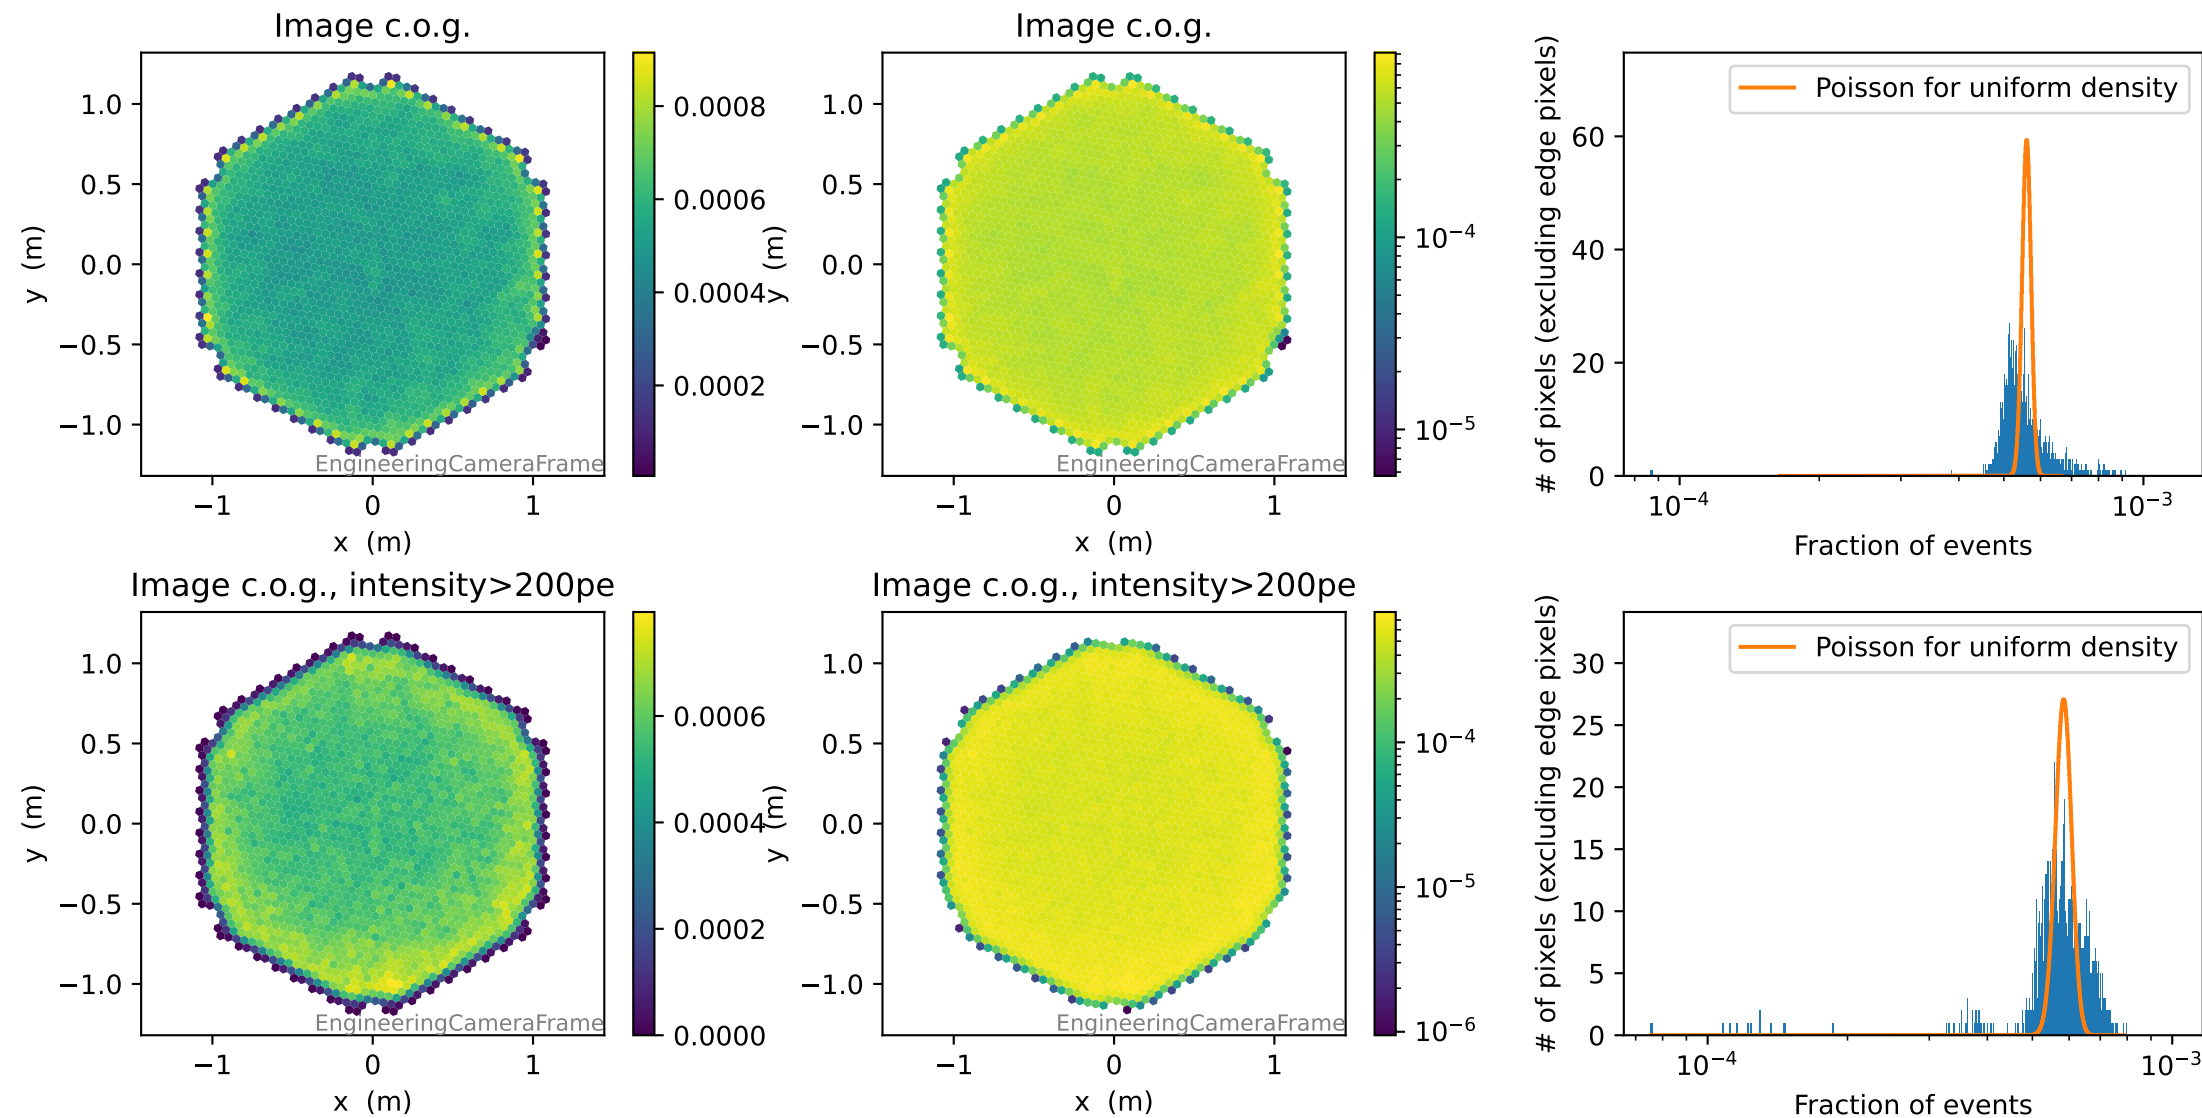 Image c.o.g.
1.0
0.5
0.0
−0.5
−1.0
y (m)
−1
0
1
x (m)
EngineeringCameraFrame
0.0008
0.0006
0.0004
0.0002
Image c.o.g.
1.0
0.5
0.0
−0.5
−1.0
y (m)
−1
0
1
x (m)
EngineeringCameraFrame
10⁻⁴
10⁻⁵
# of pixels (excluding edge pixels)
60
40
20
0
Poisson for uniform density
10⁻⁴
10⁻³
Fraction of events
Image c.o.g., intensity>200pe
1.0
0.5
0.0
−0.5
−1.0
y (m)
−1
0
1
x (m)
EngineeringCameraFrame
0.0006
0.0004
0.0002
0.0000
Image c.o.g., intensity>200pe
1.0
0.5
0.0
−0.5
−1.0
y (m)
−1
0
1
x (m)
EngineeringCameraFrame
10⁻⁴
10⁻⁵
10⁻⁶
# of pixels (excluding edge pixels)
30
25
20
15
10
5
0
Poisson for uniform density
10⁻⁴
10⁻³
Fraction of events